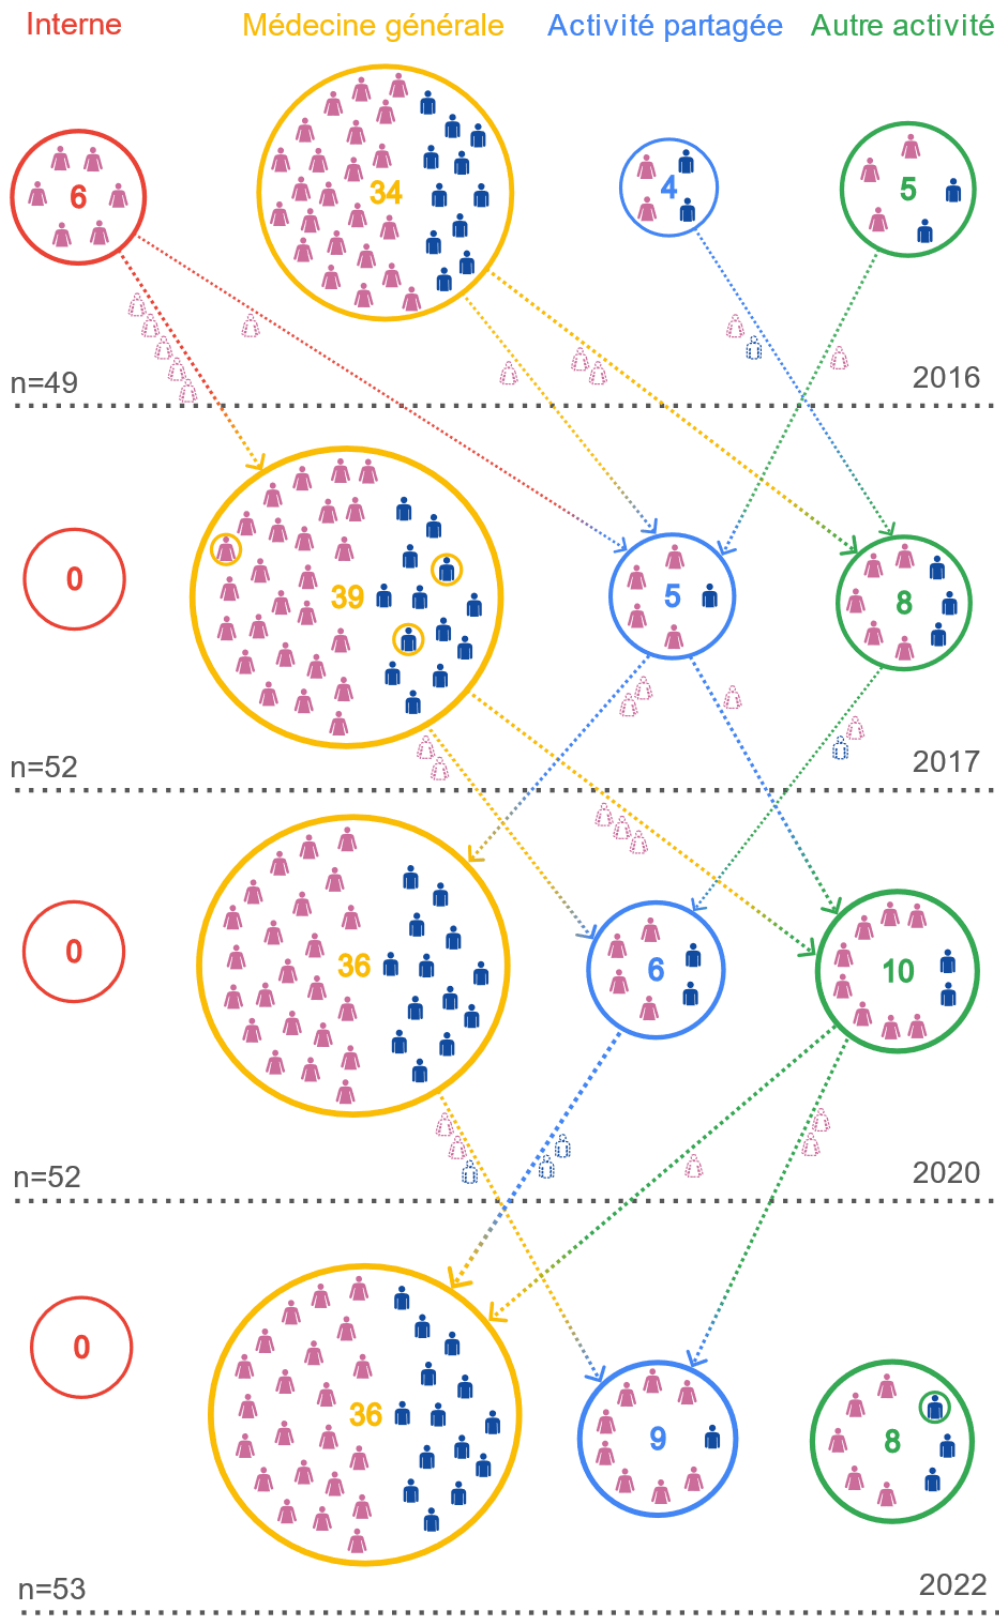 Interne Médecine générale Activité partagée Autre activité
6 34 4 5
n=49 2016
0 39 5 8
n=52 2017
0 36 6 10
n=52 2020
0 36 9 8
n=53 2022